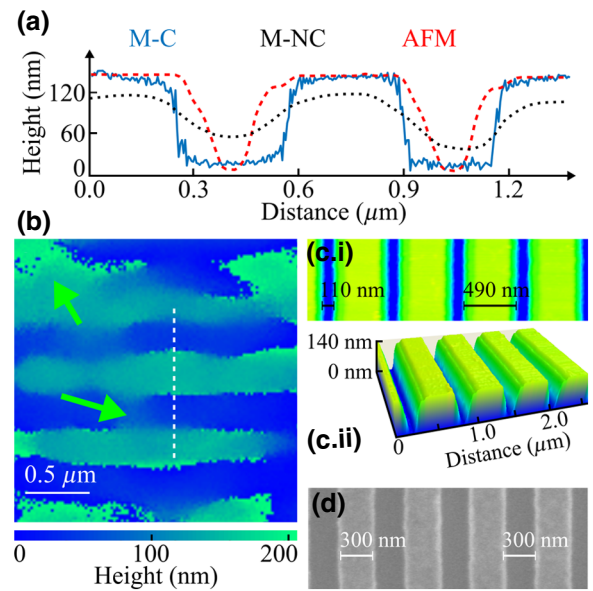 (a)
M-C M-NC AFM
Height (nm)
120
60
0
0.0 0.3 0.6 0.9 1.2
Distance (μm)
(b)
0.5 μm
0 100 200
Height (nm)
(c.i)
110 nm
490 nm
140 nm
0 nm
(c.ii)
0 1.0 2.0
Distance (μm)
(d)
300 nm 300 nm